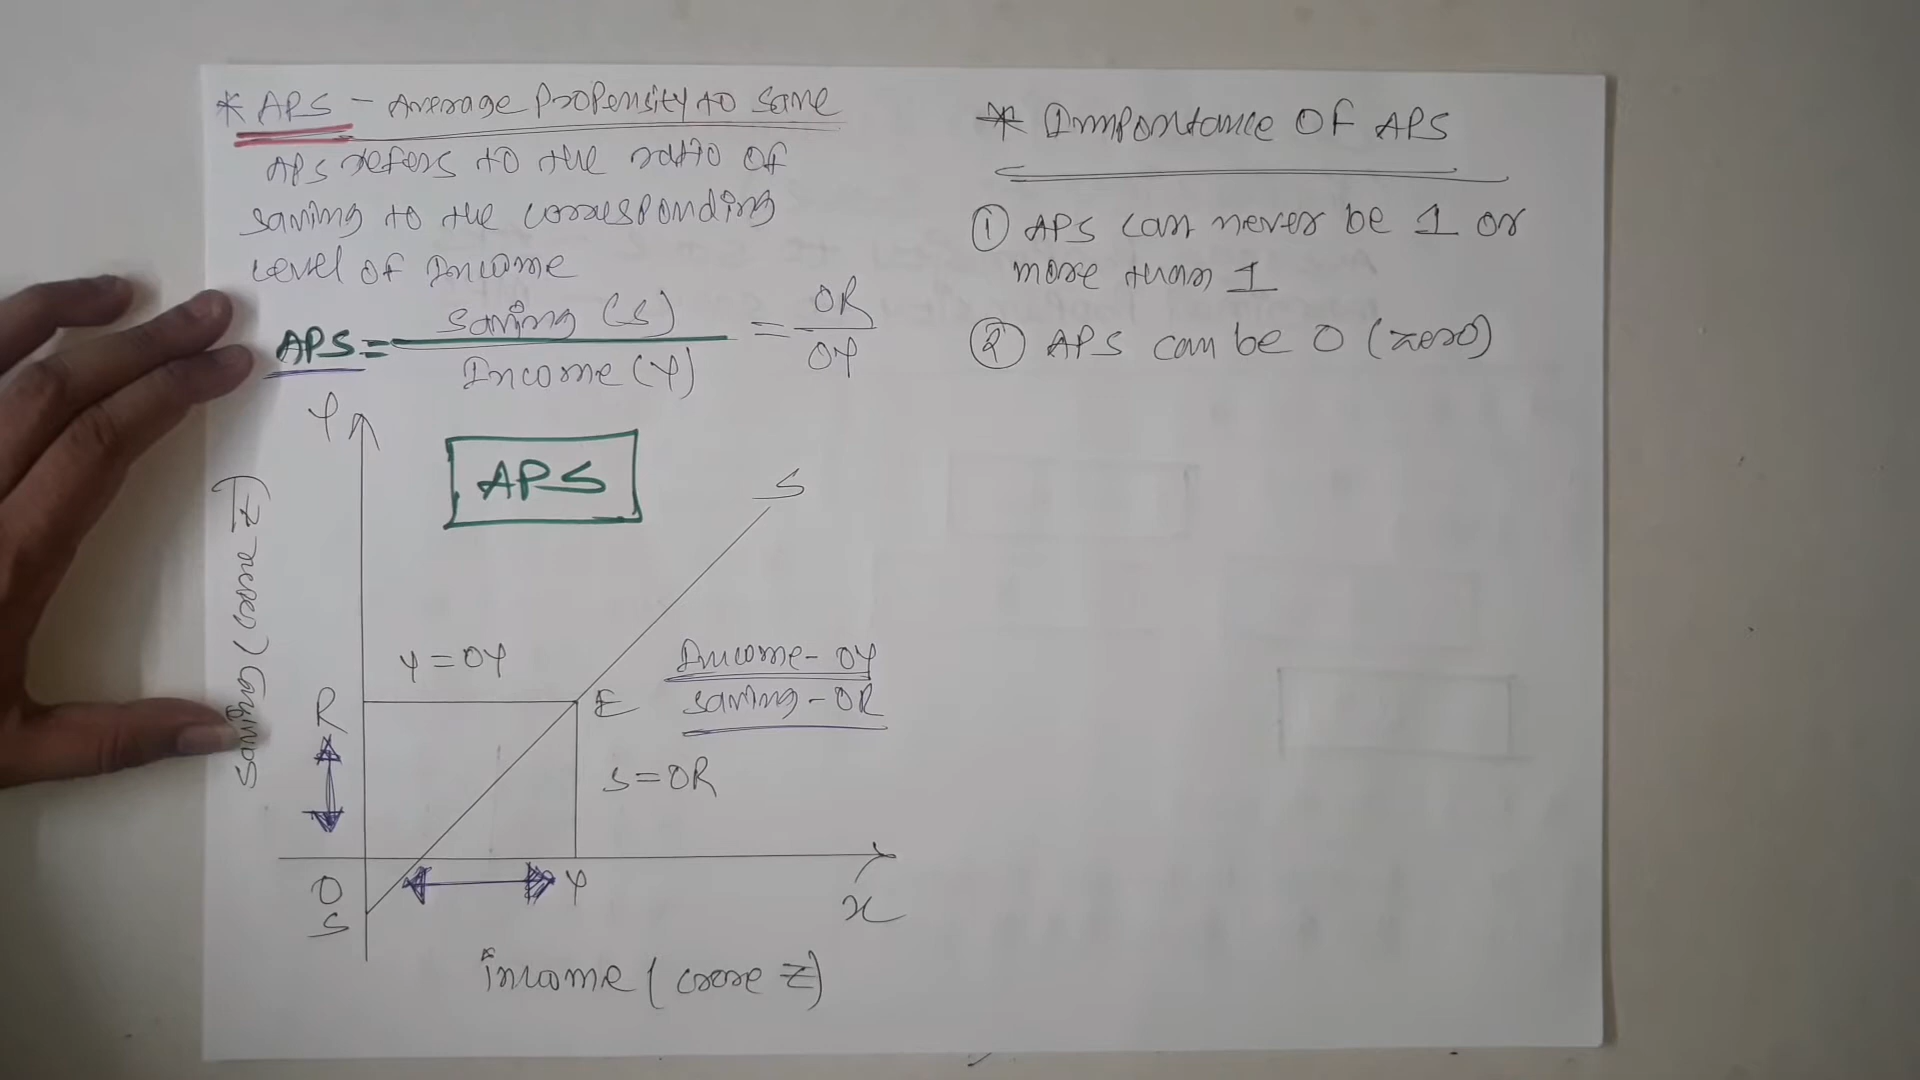 * APS - Average Propensity to Save
APS refers to the ratio of
saving to the corresponding
Level of Income
APS = Saving (S) / Income (Y) = OR / OY
Y
APS
S
Saving (crore ₹)
Y = OY
Income - OY
Saving - OR
R
E
S = OR
O
S
Y
x
income (crore ₹)
* Importance OF APS
① APS can never be 1 or
more than 1
② APS can be 0 (zero)